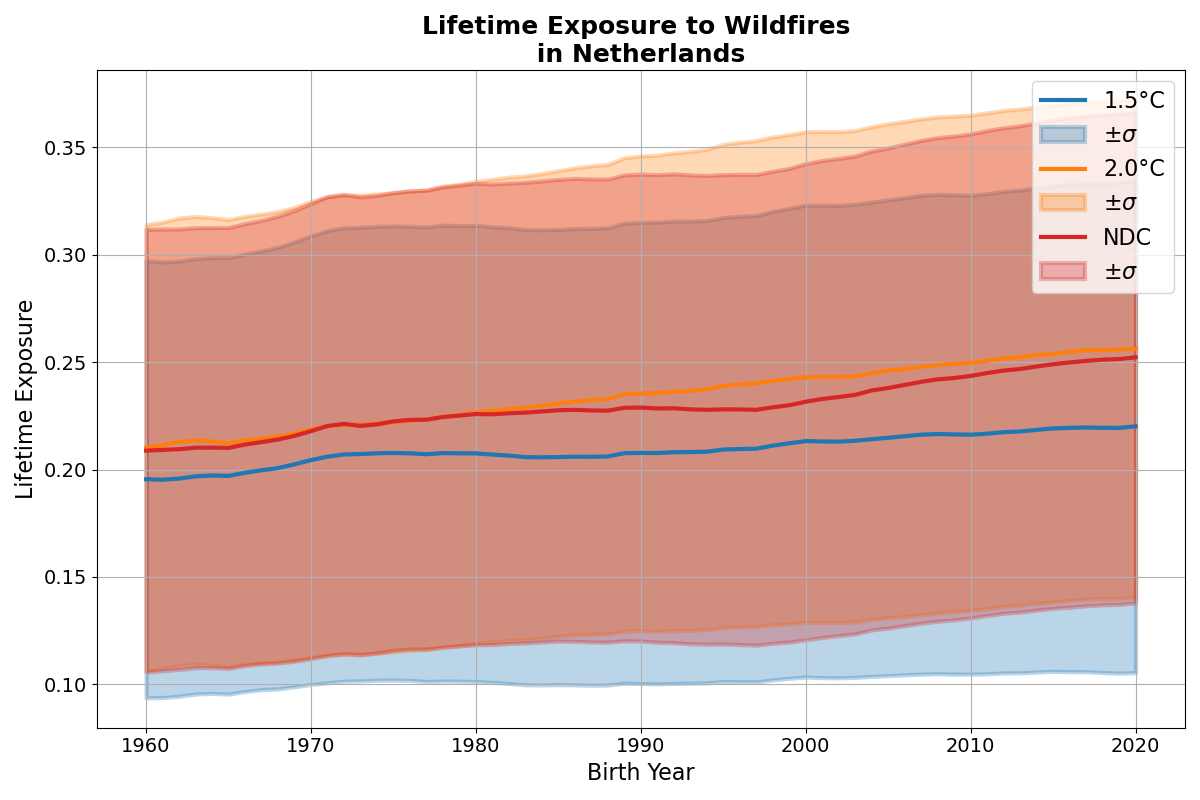 Lifetime Exposure to Wildfires
in Netherlands
1.5°C
±σ
2.0°C
±σ
NDC
±σ
Lifetime Exposure
0.35
0.30
0.25
0.20
0.15
0.10
1960 1970 1980 1990 2000 2010 2020
Birth Year